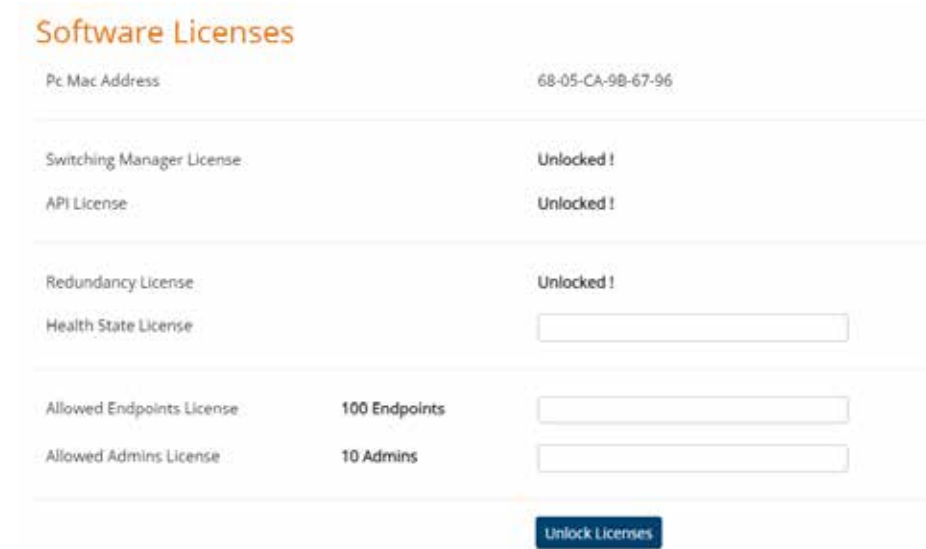 Software Licenses
Pc Mac Address 68-05-CA-9B-67-96
Switching Manager License Unlocked !
API License Unlocked !
Redundancy License Unlocked !
Health State License
Allowed Endpoints License 100 Endpoints
Allowed Admins License 10 Admins
Unlock Licenses